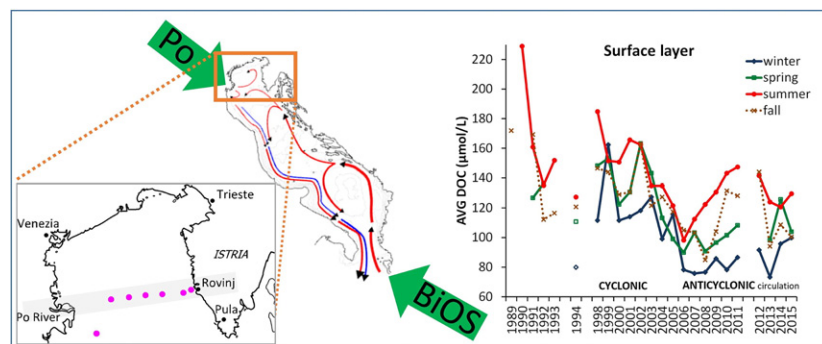 Po
BiOS
Venezia
Trieste
ISTRIA
Rovinj
Po River
Pula
Surface layer
AVG DOC (µmol/L)
220
200
180
160
140
120
100
80
60
winter
spring
summer
fall
CYCLONIC
ANTICYCLONIC circulation
1989
1990
1991
1992
1993
1994
1998
1999
2000
2001
2002
2003
2004
2005
2006
2007
2008
2009
2010
2011
2012
2013
2014
2015